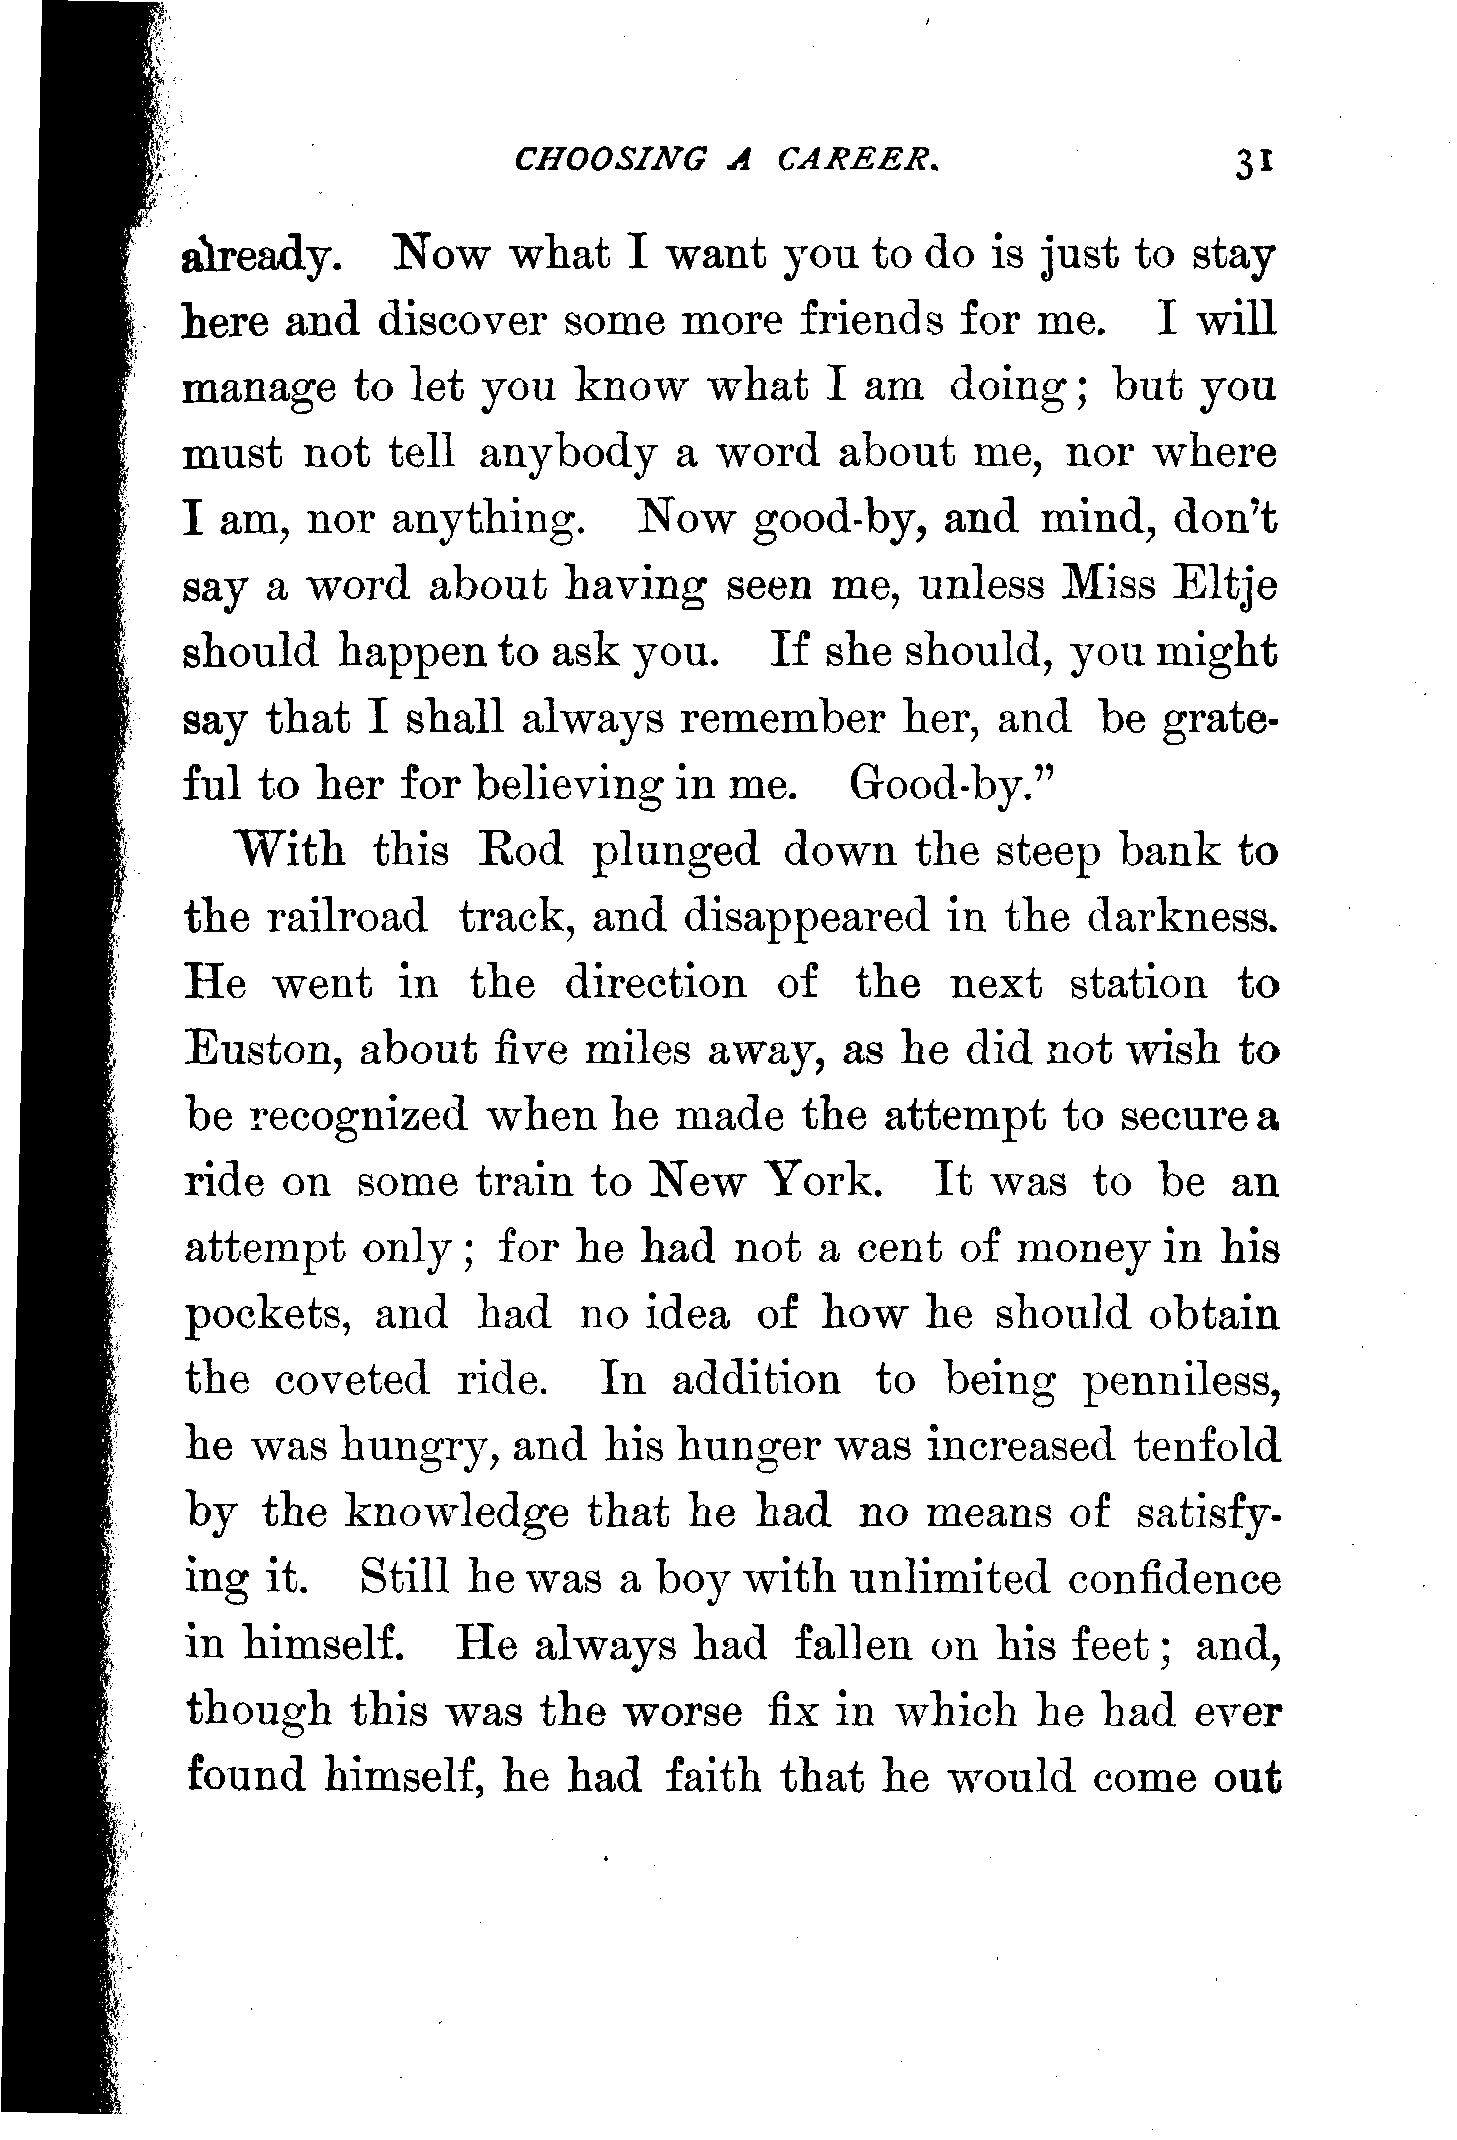 CHOOSING A CAREER. 31
already. Now what I want you to do is just to stay
here and discover some more friends for me. I will
manage to let you know what I am doing; but you
must not tell anybody a word about me, nor where
I am, nor anything. Now good-by, and mind, don't
say a word about having seen me, unless Miss Eltje
should happen to ask you. If she should, you might
say that I shall always remember her, and be grate-
ful to her for believing in me. Good-by."
With this Rod plunged down the steep bank to
the railroad track, and disappeared in the darkness.
He went in the direction of the next station to
Euston, about five miles away, as he did not wish to
be recognized when he made the attempt to secure a
ride on some train to New York. It was to be an
attempt only; for he had not a cent of money in his
pockets, and had no idea of how he should obtain
the coveted ride. In addition to being penniless,
he was hungry, and his hunger was increased tenfold
by the knowledge that he had no means of satisfy-
ing it. Still he was a boy with unlimited confidence
in himself. He always had fallen on his feet; and,
though this was the worse fix in which he had ever
found himself, he had faith that he would come out